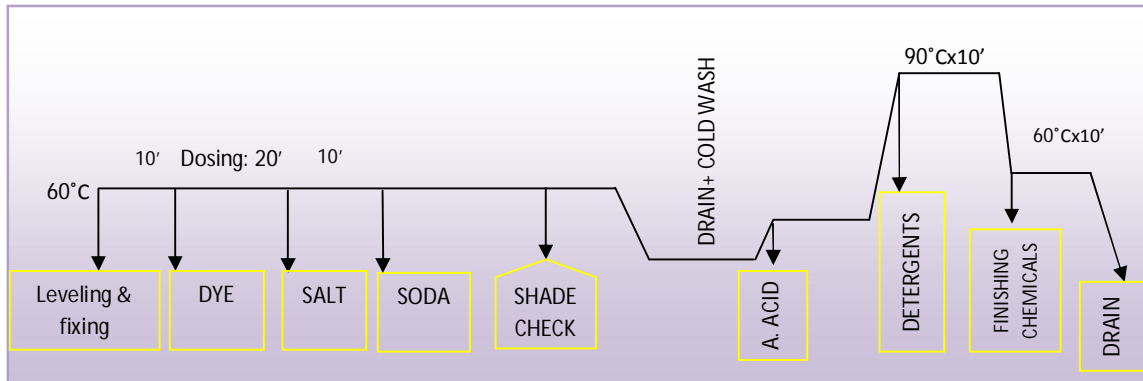 90˚Cx10’
DRAIN+ COLD WASH
10’ Dosing: 20’ 10’
60˚Cx10’
60˚C
Leveling &
fixing
DYE
SALT
SODA
SHADE
CHECK
A. ACID
DETERGENTS
FINISHING
CHEMICALS
DRAIN